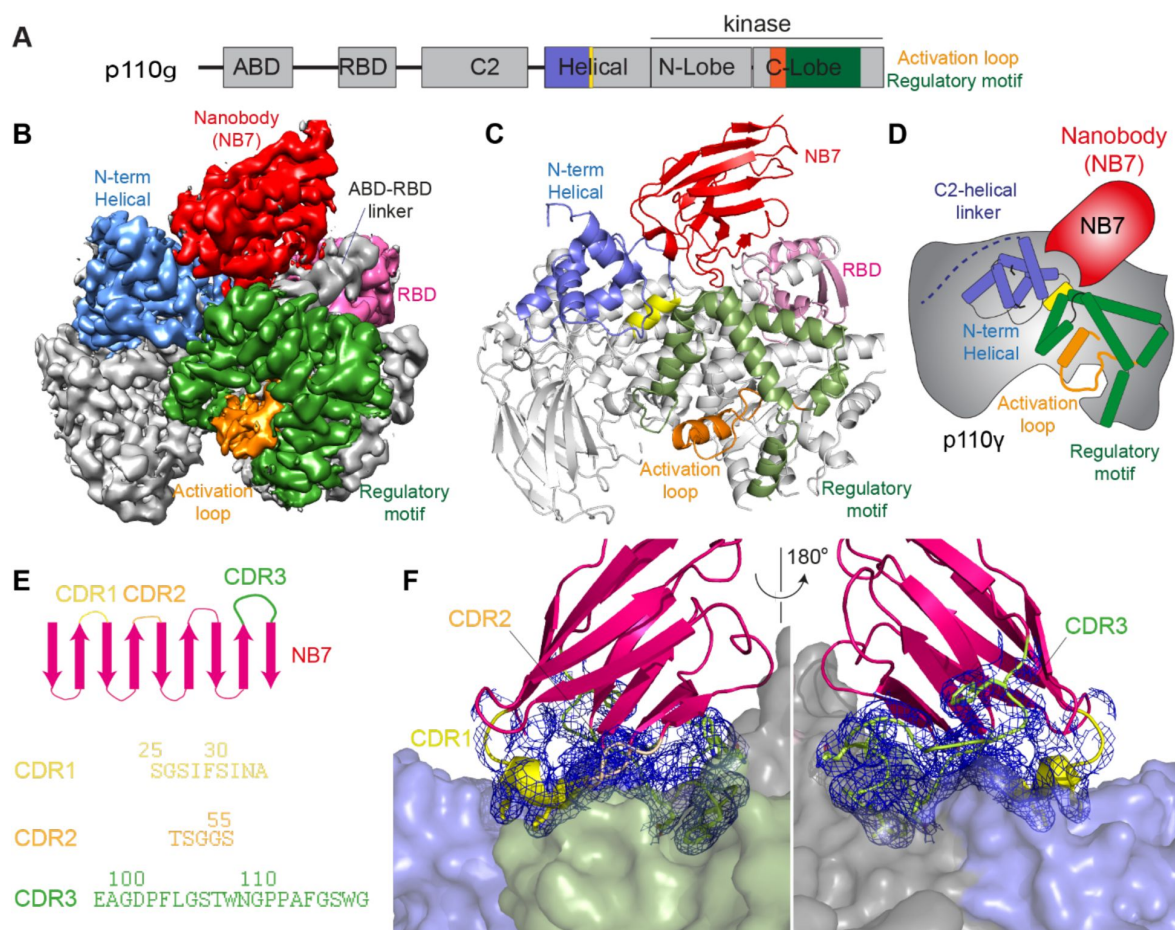 A
kinase
p110g
ABD
RBD
C2
Helical
N-Lobe
C-Lobe
Activation loop
Regulatory motif
B
Nanobody
(NB7)
N-term
Helical
ABD-RBD
linker
RBD
Activation
loop
Regulatory
motif
C
NB7
N-term
Helical
RBD
Activation
loop
Regulatory
motif
D
Nanobody
(NB7)
C2-helical
linker
NB7
N-term
Helical
Activation
loop
p110γ
Regulatory
motif
E
CDR1
CDR2
CDR3
NB7
25 30
CDR1 SGSIFSINA
55
CDR2 TSGGS
100 110
CDR3 EAGDPFLGSTWNGPPAFGSWG
F
180°
CDR2
CDR3
CDR1